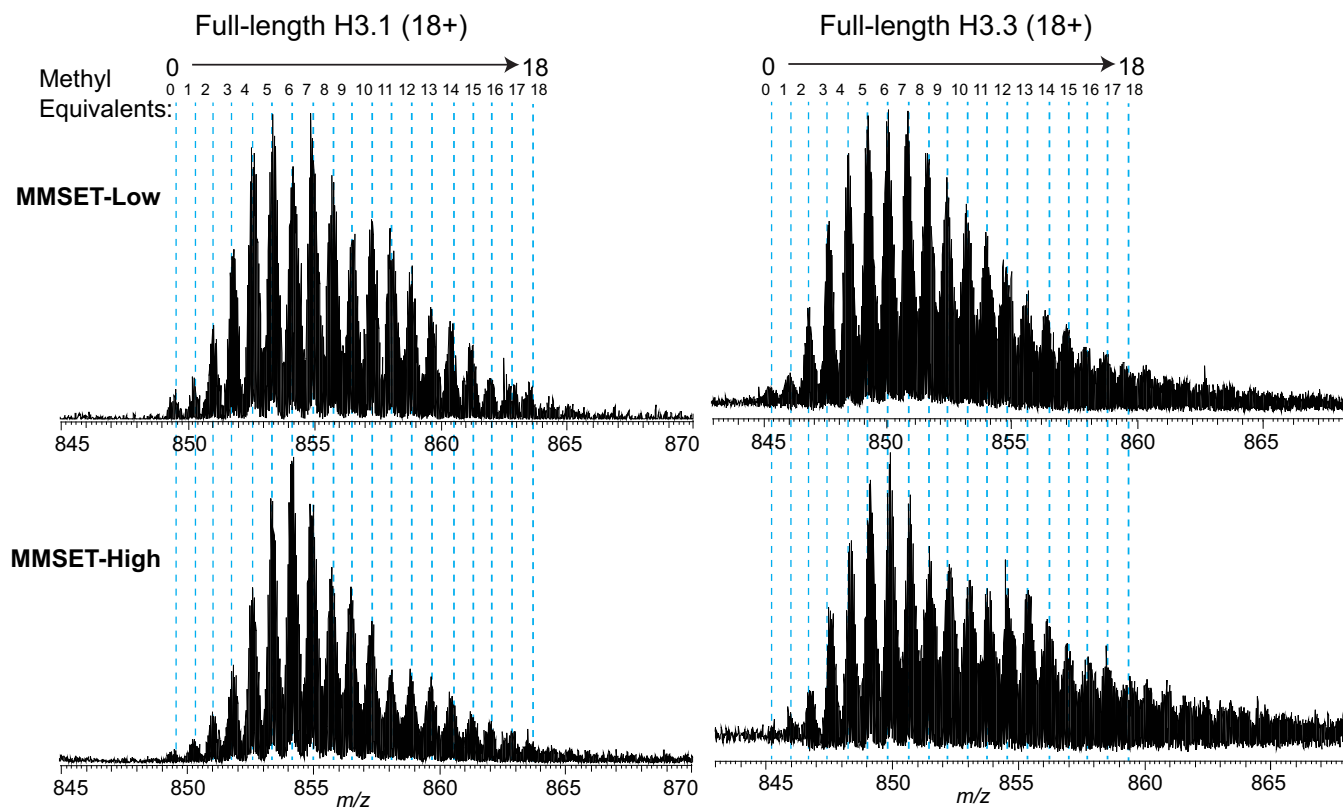 Full-length H3.1 (18+)
Full-length H3.3 (18+)
0 18
0 18
Methyl
Equivalents:
0 1 2 3 4 5 6 7 8 9 10 11 12 13 14 15 16 17 18
0 1 2 3 4 5 6 7 8 9 10 11 12 13 14 15 16 17 18
MMSET-Low
845 850 855 860 865 870
845 850 855 860 865
MMSET-High
845 850 855 860 865 870
845 850 855 860 865
m/z
m/z